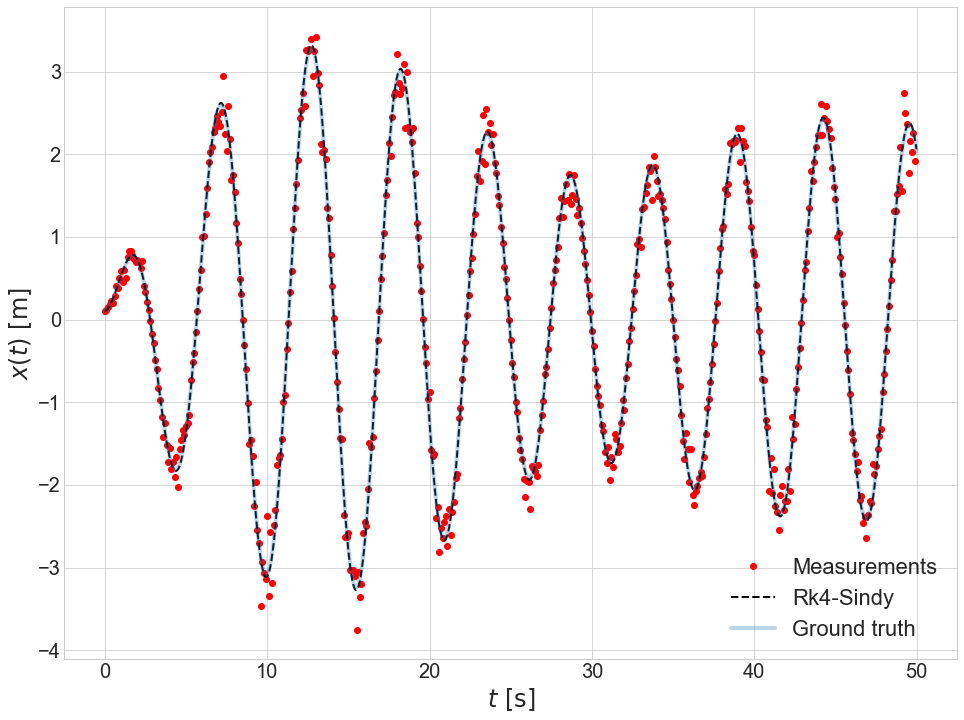 3
2
1
0
−1
−2
−3
−4
x(t) [m]
Measurements
Rk4-Sindy
Ground truth
0 10 20 30 40 50
t [s]